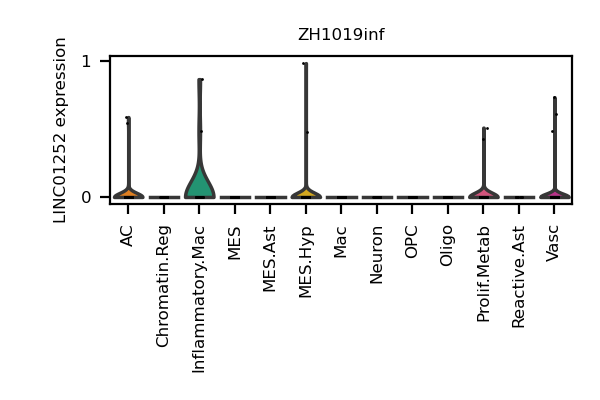 ZH1019inf
LINC01252 expression
1
0
AC
Chromatin.Reg
Inflammatory.Mac
MES
MES.Ast
MES.Hyp
Mac
Neuron
OPC
Oligo
Prolif.Metab
Reactive.Ast
Vasc